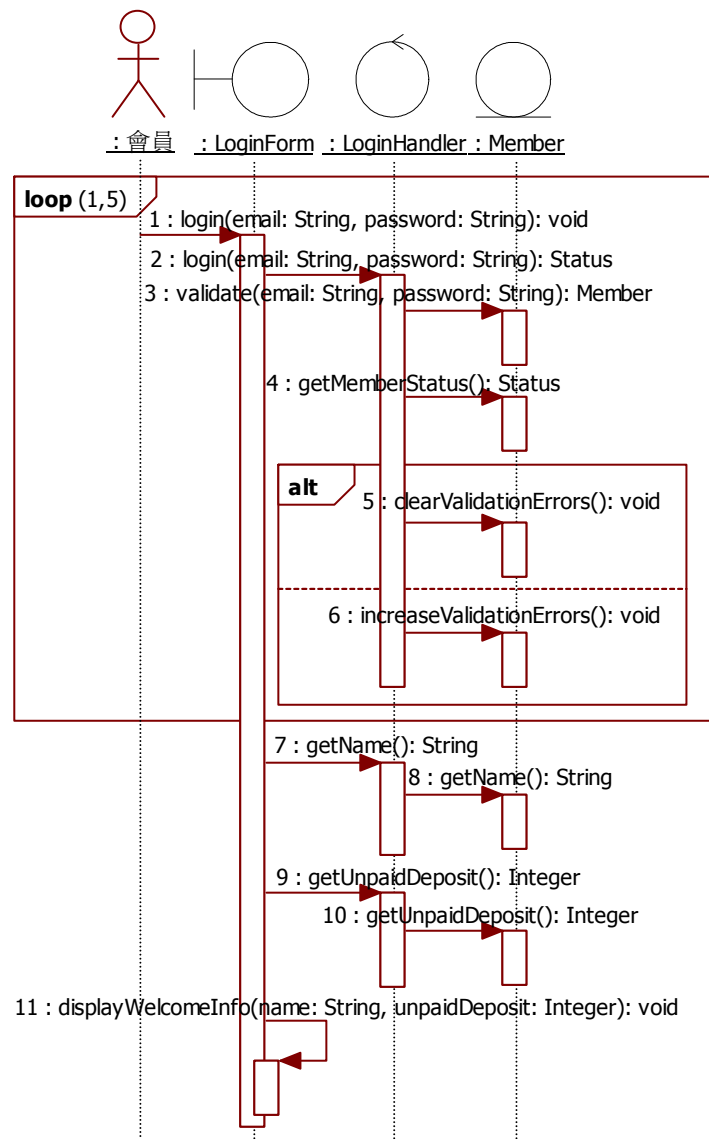 : 會員 : LoginForm : LoginHandler : Member
loop (1,5)
1 : login(email: String, password: String): void
2 : login(email: String, password: String): Status
3 : validate(email: String, password: String): Member
4 : getMemberStatus(): Status
alt
5 : clearValidationErrors(): void
6 : increaseValidationErrors(): void
7 : getName(): String
8 : getName(): String
9 : getUnpaidDeposit(): Integer
10 : getUnpaidDeposit(): Integer
11 : displayWelcomeInfo(name: String, unpaidDeposit: Integer): void